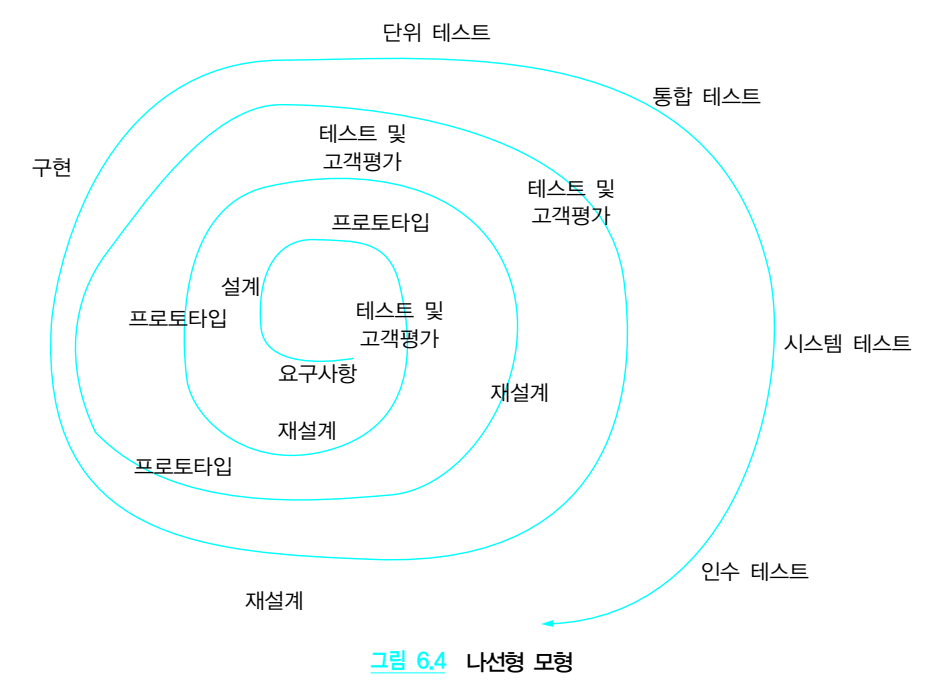 단위 테스트
통합 테스트
테스트 및
고객평가
구현
테스트 및
고객평가
프로토타입
설계
테스트 및
고객평가
프로토타입
시스템 테스트
요구사항
재설계
재설계
프로토타입
인수 테스트
재설계
그림 6.4 나선형 모형